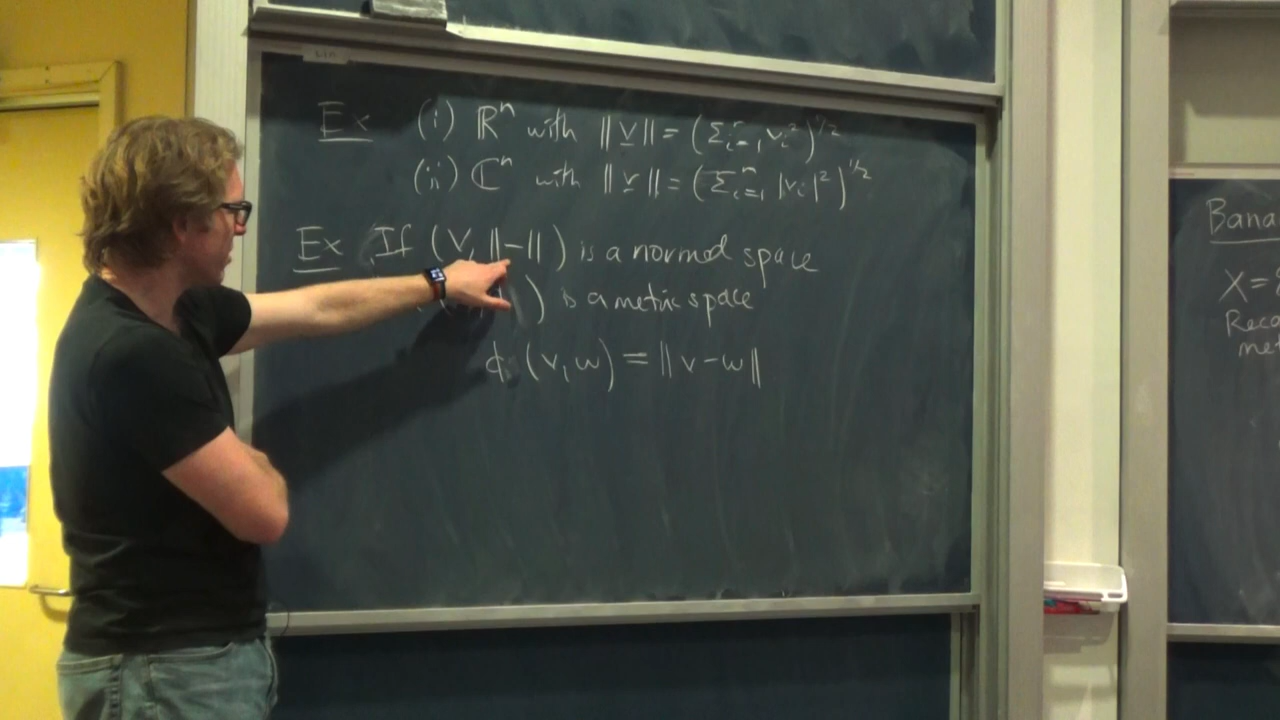 Ex (i) ℝⁿ with ‖v‖ = (Σⁿᵢ₌₁ vᵢ²)^1/2
(ii) ℂⁿ with ‖v‖ = (Σⁿᵢ₌₁ |vᵢ|²)^1/2
Ex If (V, ‖–‖) is a normed space
) is a metric space
(v, w) = ‖v – w‖
Bana
X =
Reca
met